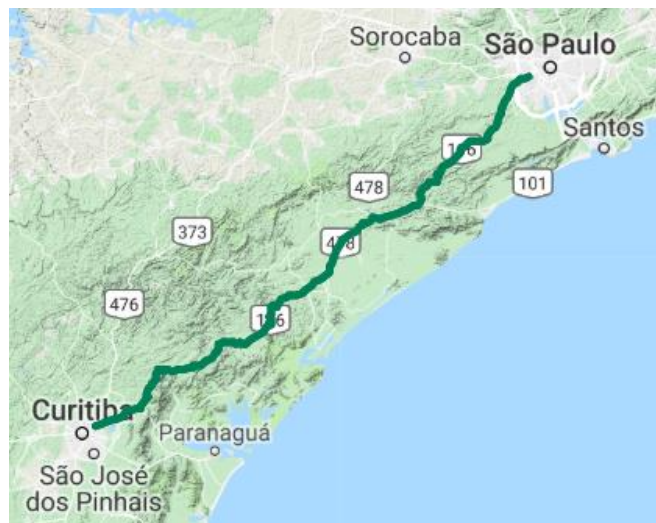 Sorocaba
São Paulo
Santos
101
478
373
476
Curitiba
Paranaguá
São José
dos Pinhais